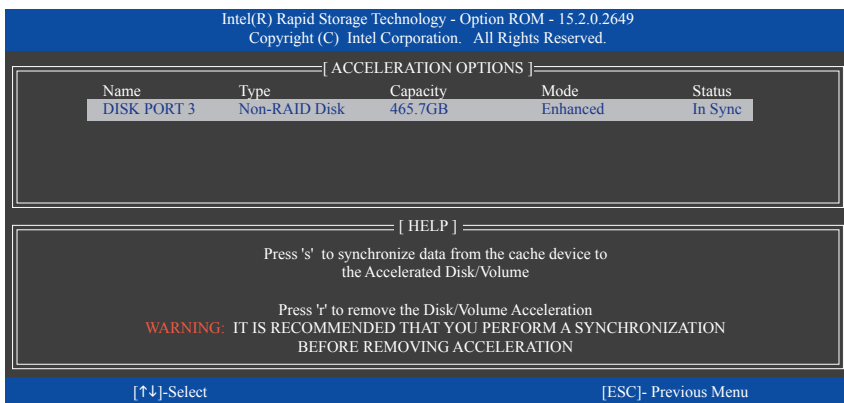 Intel(R) Rapid Storage Technology - Option ROM - 15.2.0.2649
Copyright (C) Intel Corporation. All Rights Reserved.
[ ACCELERATION OPTIONS ]
Name Type Capacity Mode Status
DISK PORT 3 Non-RAID Disk 465.7GB Enhanced In Sync
[ HELP ]
Press 's' to synchronize data from the cache device to
the Accelerated Disk/Volume
Press 'r' to remove the Disk/Volume Acceleration
WARNING: IT IS RECOMMENDED THAT YOU PERFORM A SYNCHRONIZATION
BEFORE REMOVING ACCELERATION
[↑↓]-Select [ESC]- Previous Menu